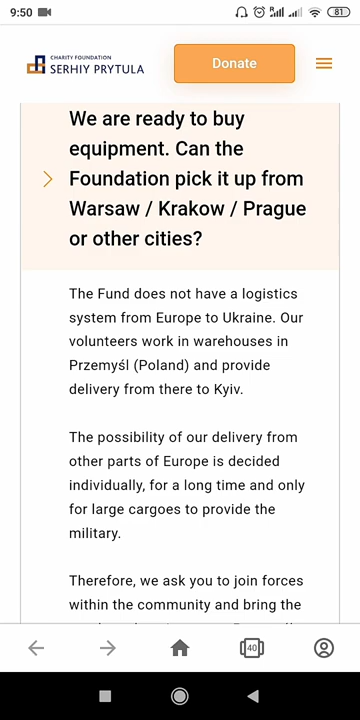 9:50
81
CHARITY FOUNDATION
SERHIY PRYTULA
Donate
We are ready to buy
equipment. Can the
Foundation pick it up from
Warsaw / Krakow / Prague
or other cities?
The Fund does not have a logistics
system from Europe to Ukraine. Our
volunteers work in warehouses in
Przemyśl (Poland) and provide
delivery from there to Kyiv.
The possibility of our delivery from
other parts of Europe is decided
individually, for a long time and only
for large cargoes to provide the
military.
Therefore, we ask you to join forces
within the community and bring the
40